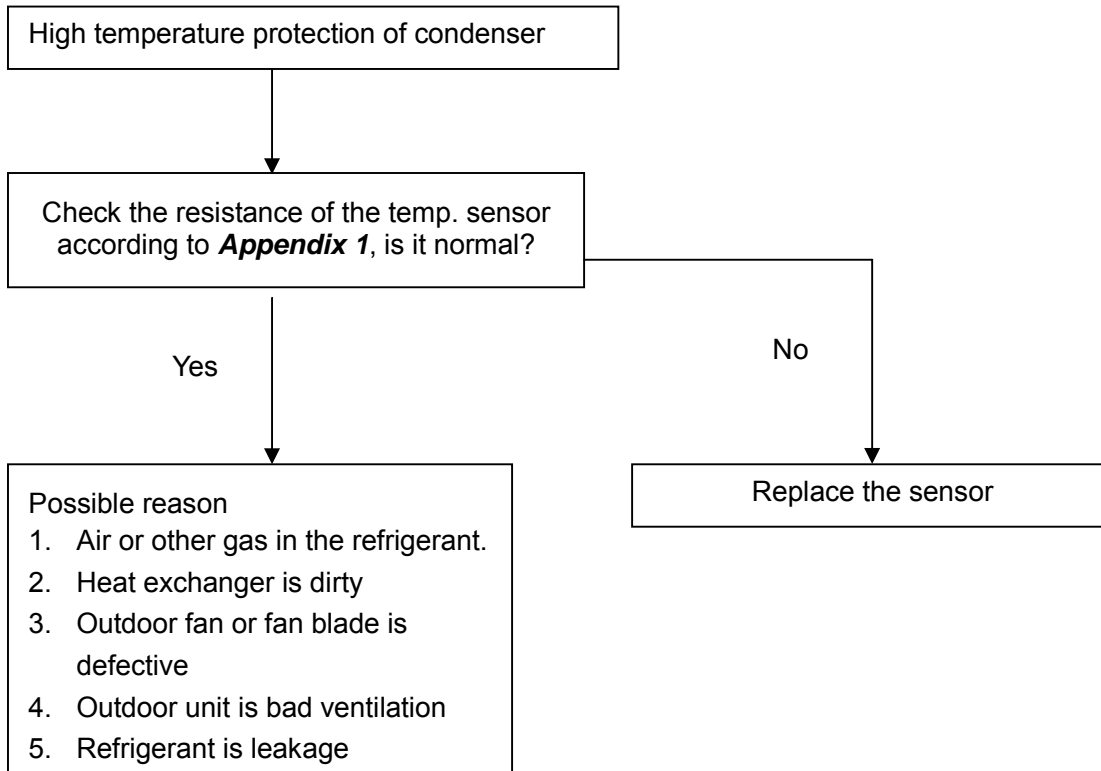 High temperature protection of condenser
Check the resistance of the temp. sensor
according to Appendix 1, is it normal?
Yes
No
Possible reason
1. Air or other gas in the refrigerant.
2. Heat exchanger is dirty
3. Outdoor fan or fan blade is
defective
4. Outdoor unit is bad ventilation
5. Refrigerant is leakage
Replace the sensor